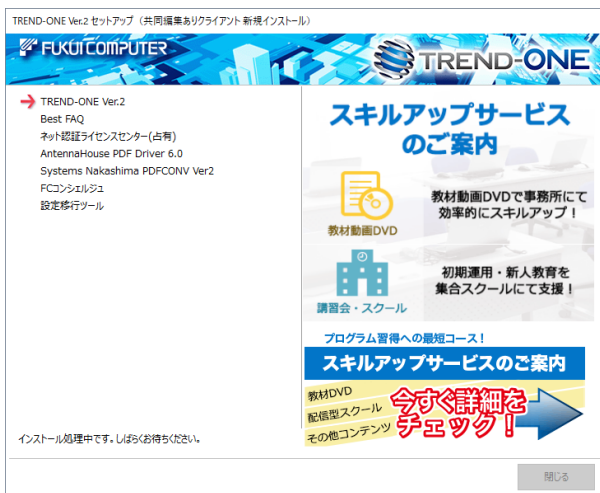 TREND-ONE Ver.2 セットアップ（共同編集ありクライアント 新規インストール）
FUKUI COMPUTER
TREND-ONE
TREND-ONE Ver.2
Best FAQ
ネット認証ライセンスセンター(占有)
AntennaHouse PDF Driver 6.0
Systems Nakashima PDFCONV Ver2
FCコンシェルジュ
設定移行ツール
スキルアップサービス
のご案内
教材動画DVDで事務所にて
効率的にスキルアップ！
教材動画DVD
初期運用・新人教育を
集合スクールにて支援！
講習会・スクール
プログラム習得への最短コース！
スキルアップサービスのご案内
教材DVD
配信型スクール
その他コンテンツ
今すぐ詳細を
チェック！
インストール処理中です。しばらくお待ちください。
閉じる